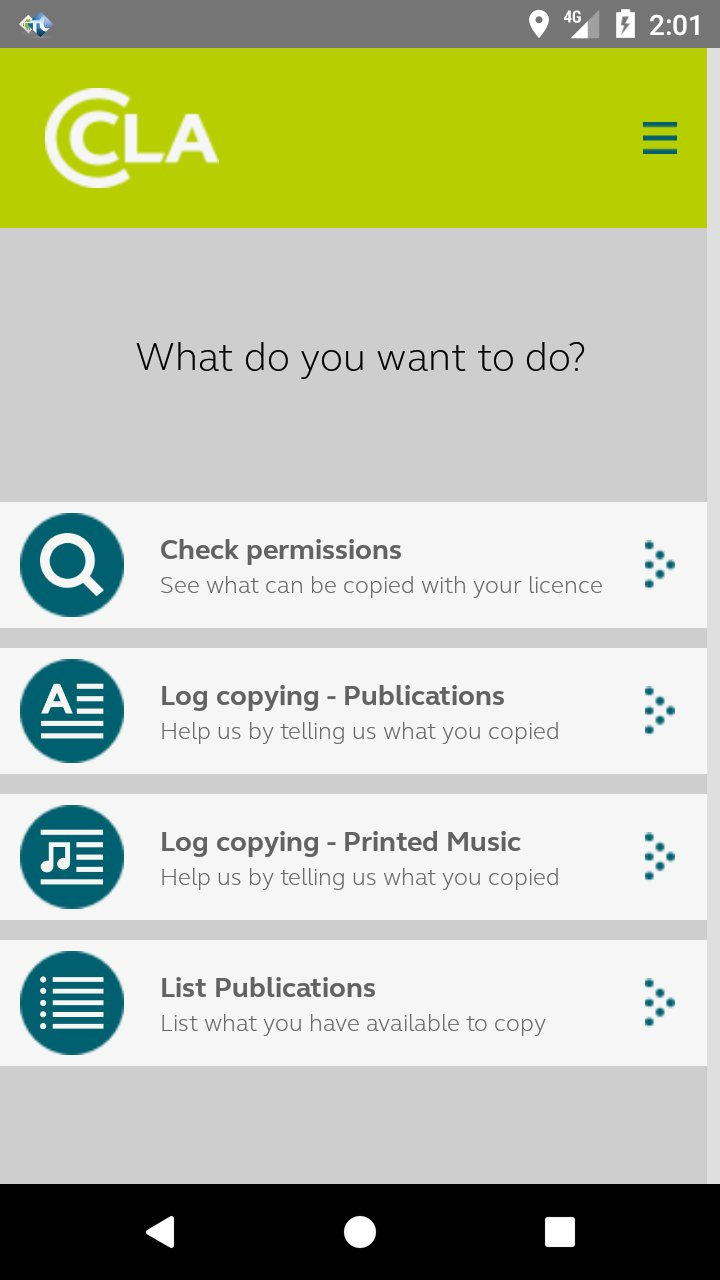 4G 2:01
CLA
What do you want to do?
Check permissions
See what can be copied with your licence
Log copying - Publications
Help us by telling us what you copied
Log copying - Printed Music
Help us by telling us what you copied
List Publications
List what you have available to copy